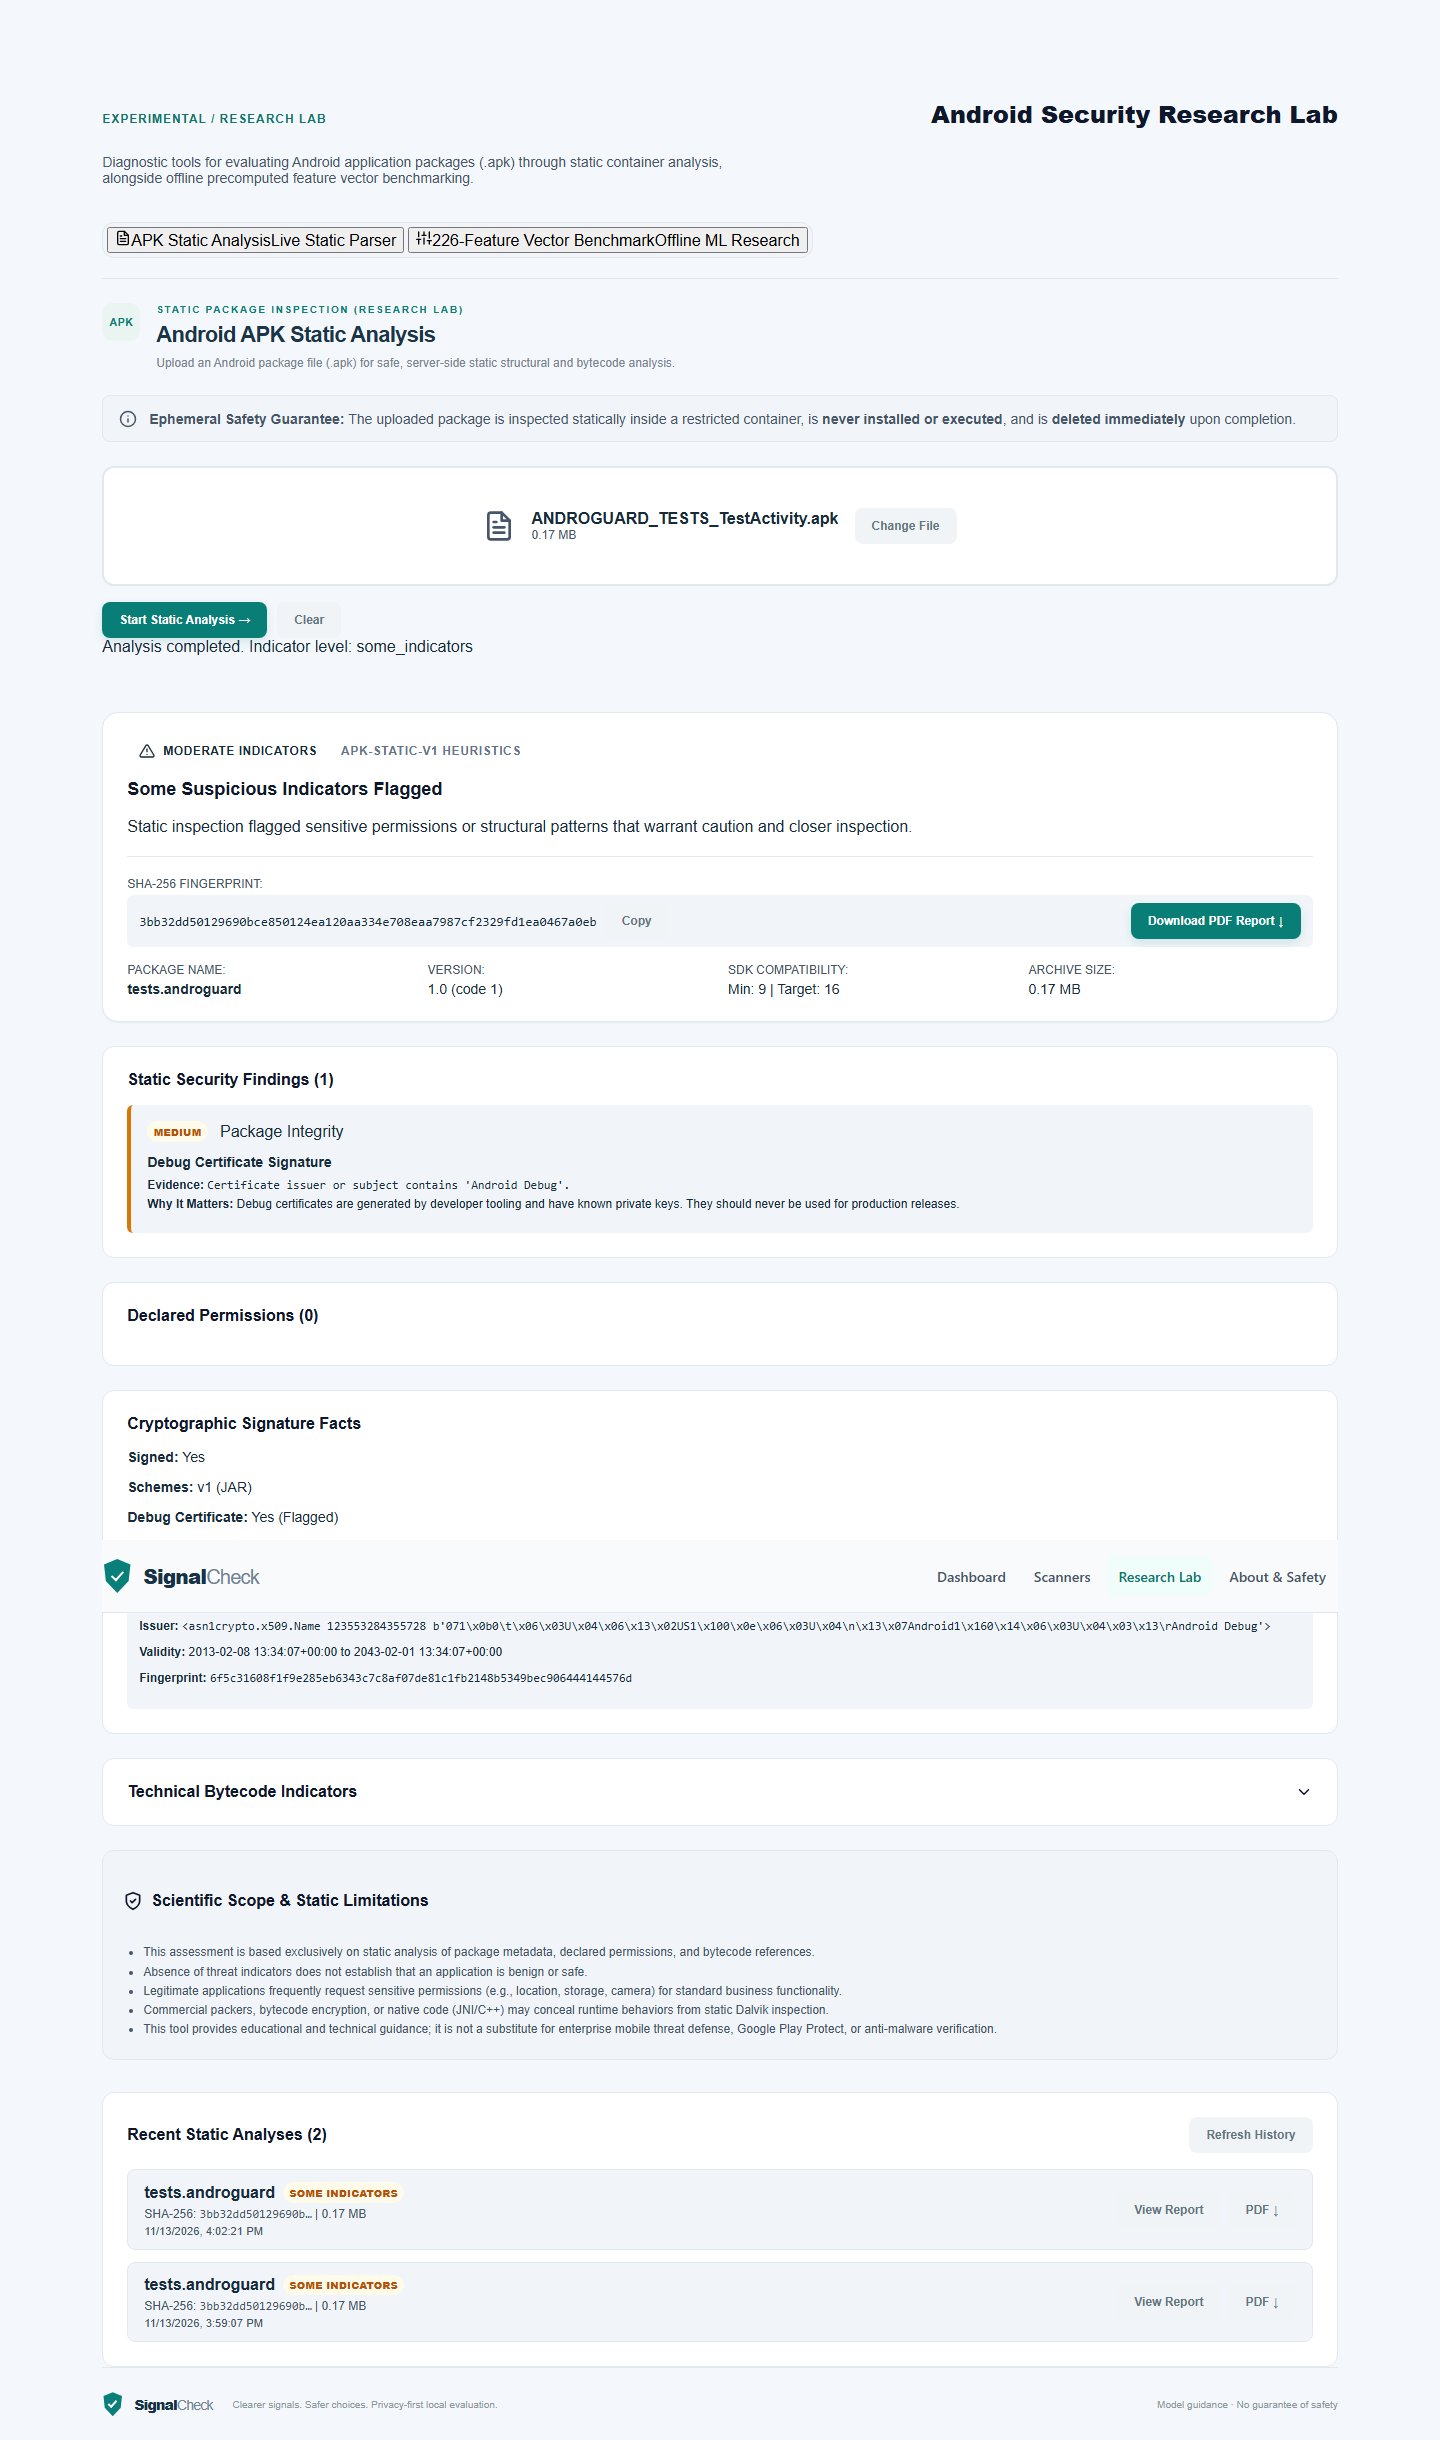 EXPERIMENTAL / RESEARCH LAB
Android Security Research Lab
Diagnostic tools for evaluating Android application packages (.apk) through static container analysis,
alongside offline precomputed feature vector benchmarking.
APK Static AnalysisLive Static Parser
226-Feature Vector BenchmarkOffline ML Research
APK
STATIC PACKAGE INSPECTION (RESEARCH LAB)
Android APK Static Analysis
Upload an Android package file (.apk) for safe, server-side static structural and bytecode analysis.
Ephemeral Safety Guarantee: The uploaded package is inspected statically inside a restricted container, is never installed or executed, and is deleted immediately upon completion.
ANDROGUARD_TESTS_TestActivity.apk
0.17 MB
Change File
Start Static Analysis →
Clear
Analysis completed. Indicator level: some_indicators
MODERATE INDICATORS
APK-STATIC-V1 HEURISTICS
Some Suspicious Indicators Flagged
Static inspection flagged sensitive permissions or structural patterns that warrant caution and closer inspection.
SHA-256 FINGERPRINT:
3bb32dd50129690bce850124ea120aa334e708eaa7987cf2329fd1ea0467a0eb
Copy
Download PDF Report ↓
PACKAGE NAME:
tests.androguard
VERSION:
1.0 (code 1)
SDK COMPATIBILITY:
Min: 9 | Target: 16
ARCHIVE SIZE:
0.17 MB
Static Security Findings (1)
MEDIUM Package Integrity
Debug Certificate Signature
Evidence: Certificate issuer or subject contains 'Android Debug'.
Why It Matters: Debug certificates are generated by developer tooling and have known private keys. They should never be used for production releases.
Declared Permissions (0)
Cryptographic Signature Facts
Signed: Yes
Schemes: v1 (JAR)
Debug Certificate: Yes (Flagged)
SignalCheck
Dashboard
Scanners
Research Lab
About & Safety
Issuer: <asn1crypto.x509.Name 123553284355728 b'071\x0b0\t\x06\x03U\x04\x06\x13\x02US1\x100\x0e\x06\x03U\x04\n\x13\x07Android1\x160\x14\x06\x03U\x04\x03\x13\rAndroid Debug'>
Validity: 2013-02-08 13:34:07+00:00 to 2043-02-01 13:34:07+00:00
Fingerprint: 6f5c31608f1f9e285eb6343c7c8af07de81c1fb2148b5349bec906444144576d
Technical Bytecode Indicators
Scientific Scope & Static Limitations
• This assessment is based exclusively on static analysis of package metadata, declared permissions, and bytecode references.
• Absence of threat indicators does not establish that an application is benign or safe.
• Legitimate applications frequently request sensitive permissions (e.g., location, storage, camera) for standard business functionality.
• Commercial packers, bytecode encryption, or native code (JNI/C++) may conceal runtime behaviors from static Dalvik inspection.
• This tool provides educational and technical guidance; it is not a substitute for enterprise mobile threat defense, Google Play Protect, or anti-malware verification.
Recent Static Analyses (2)
Refresh History
tests.androguard SOME INDICATORS
SHA-256: 3bb32dd50129690b… | 0.17 MB
11/13/2026, 4:02:21 PM
View Report
PDF ↓
tests.androguard SOME INDICATORS
SHA-256: 3bb32dd50129690b… | 0.17 MB
11/13/2026, 3:59:07 PM
View Report
PDF ↓
SignalCheck
Clearer signals. Safer choices. Privacy-first local evaluation.
Model guidance · No guarantee of safety